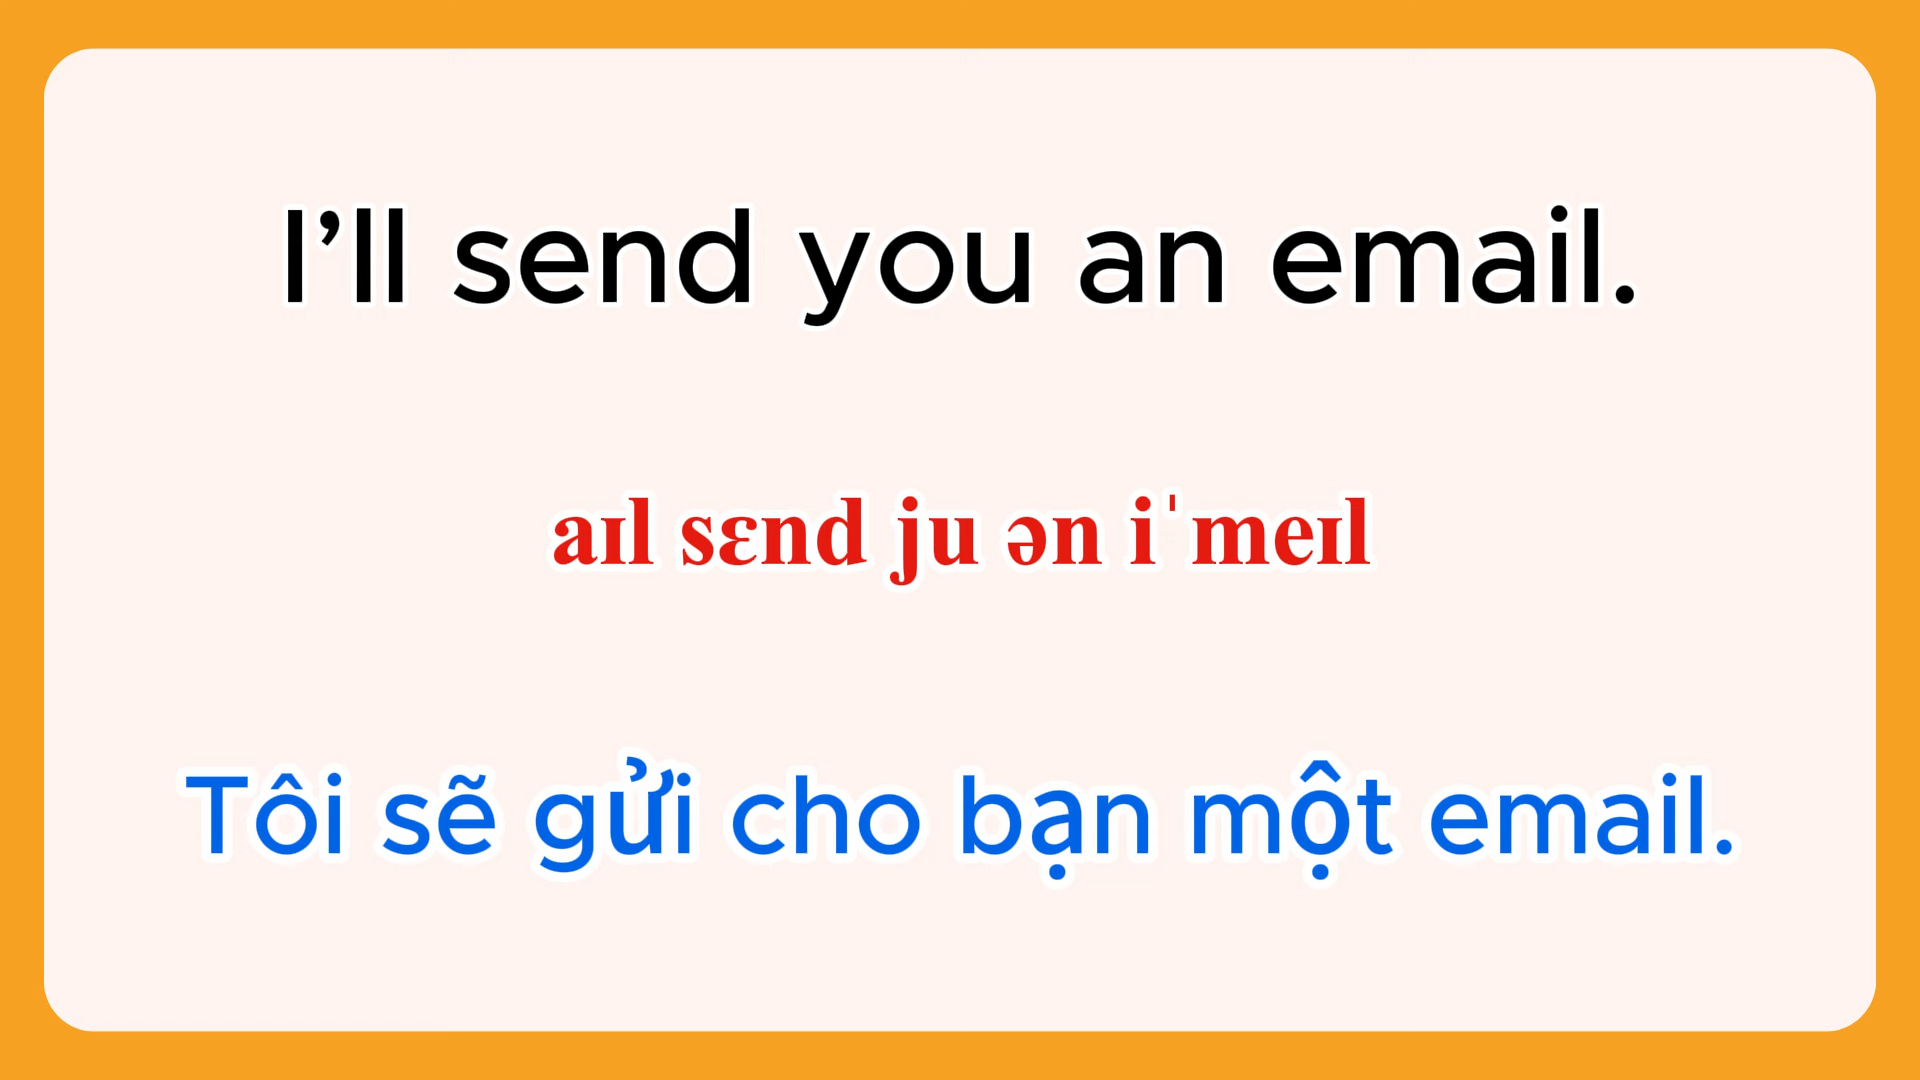 I’ll send you an email.
aɪl sɛnd ju ən iˈmeɪl
Tôi sẽ gửi cho bạn một email.